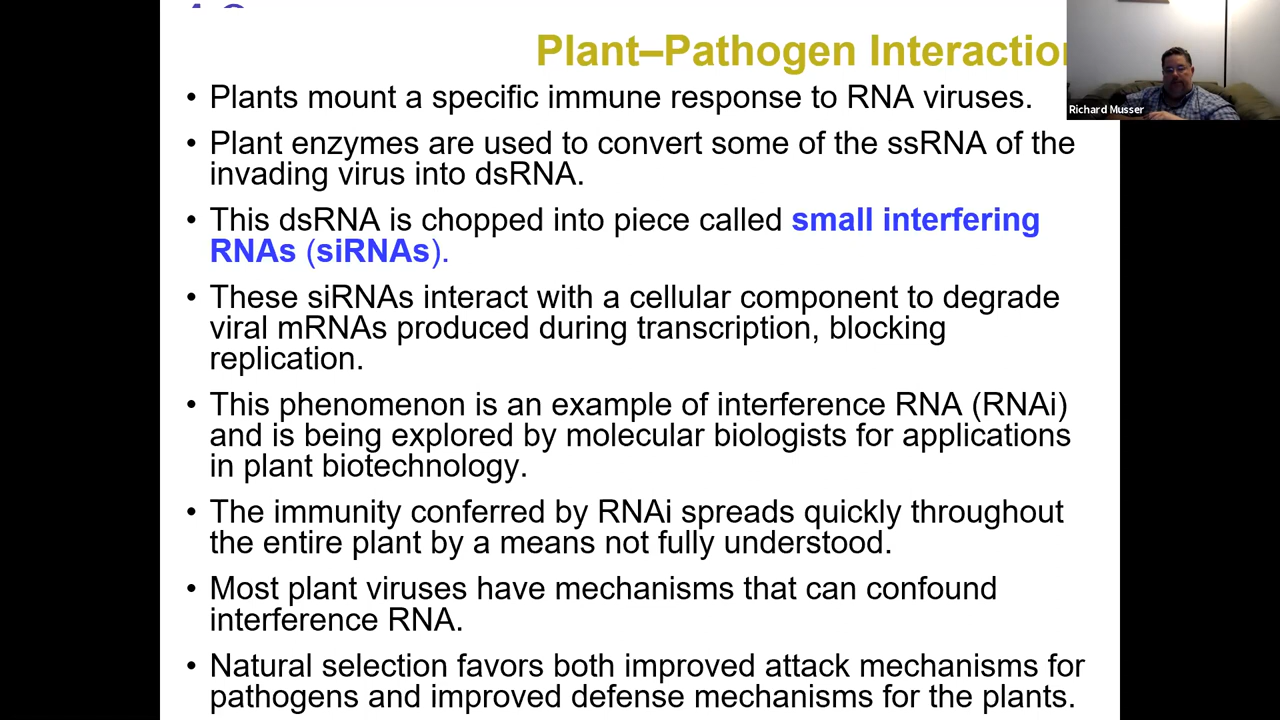 Plant–Pathogen Interaction
Richard Musser
• Plants mount a specific immune response to RNA viruses.
• Plant enzymes are used to convert some of the ssRNA of the
invading virus into dsRNA.
• This dsRNA is chopped into piece called small interfering
RNAs (siRNAs).
• These siRNAs interact with a cellular component to degrade
viral mRNAs produced during transcription, blocking
replication.
• This phenomenon is an example of interference RNA (RNAi)
and is being explored by molecular biologists for applications
in plant biotechnology.
• The immunity conferred by RNAi spreads quickly throughout
the entire plant by a means not fully understood.
• Most plant viruses have mechanisms that can confound
interference RNA.
• Natural selection favors both improved attack mechanisms for
pathogens and improved defense mechanisms for the plants.